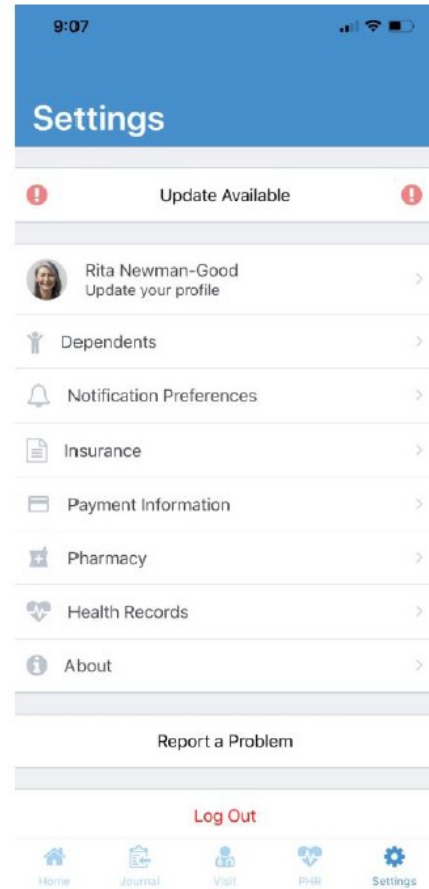 9:07
Settings
Update Available
Rita Newman-Good
Update your profile
Dependents
Notification Preferences
Insurance
Payment Information
Pharmacy
Health Records
About
Report a Problem
Log Out
Home Journal Visit PHR Settings